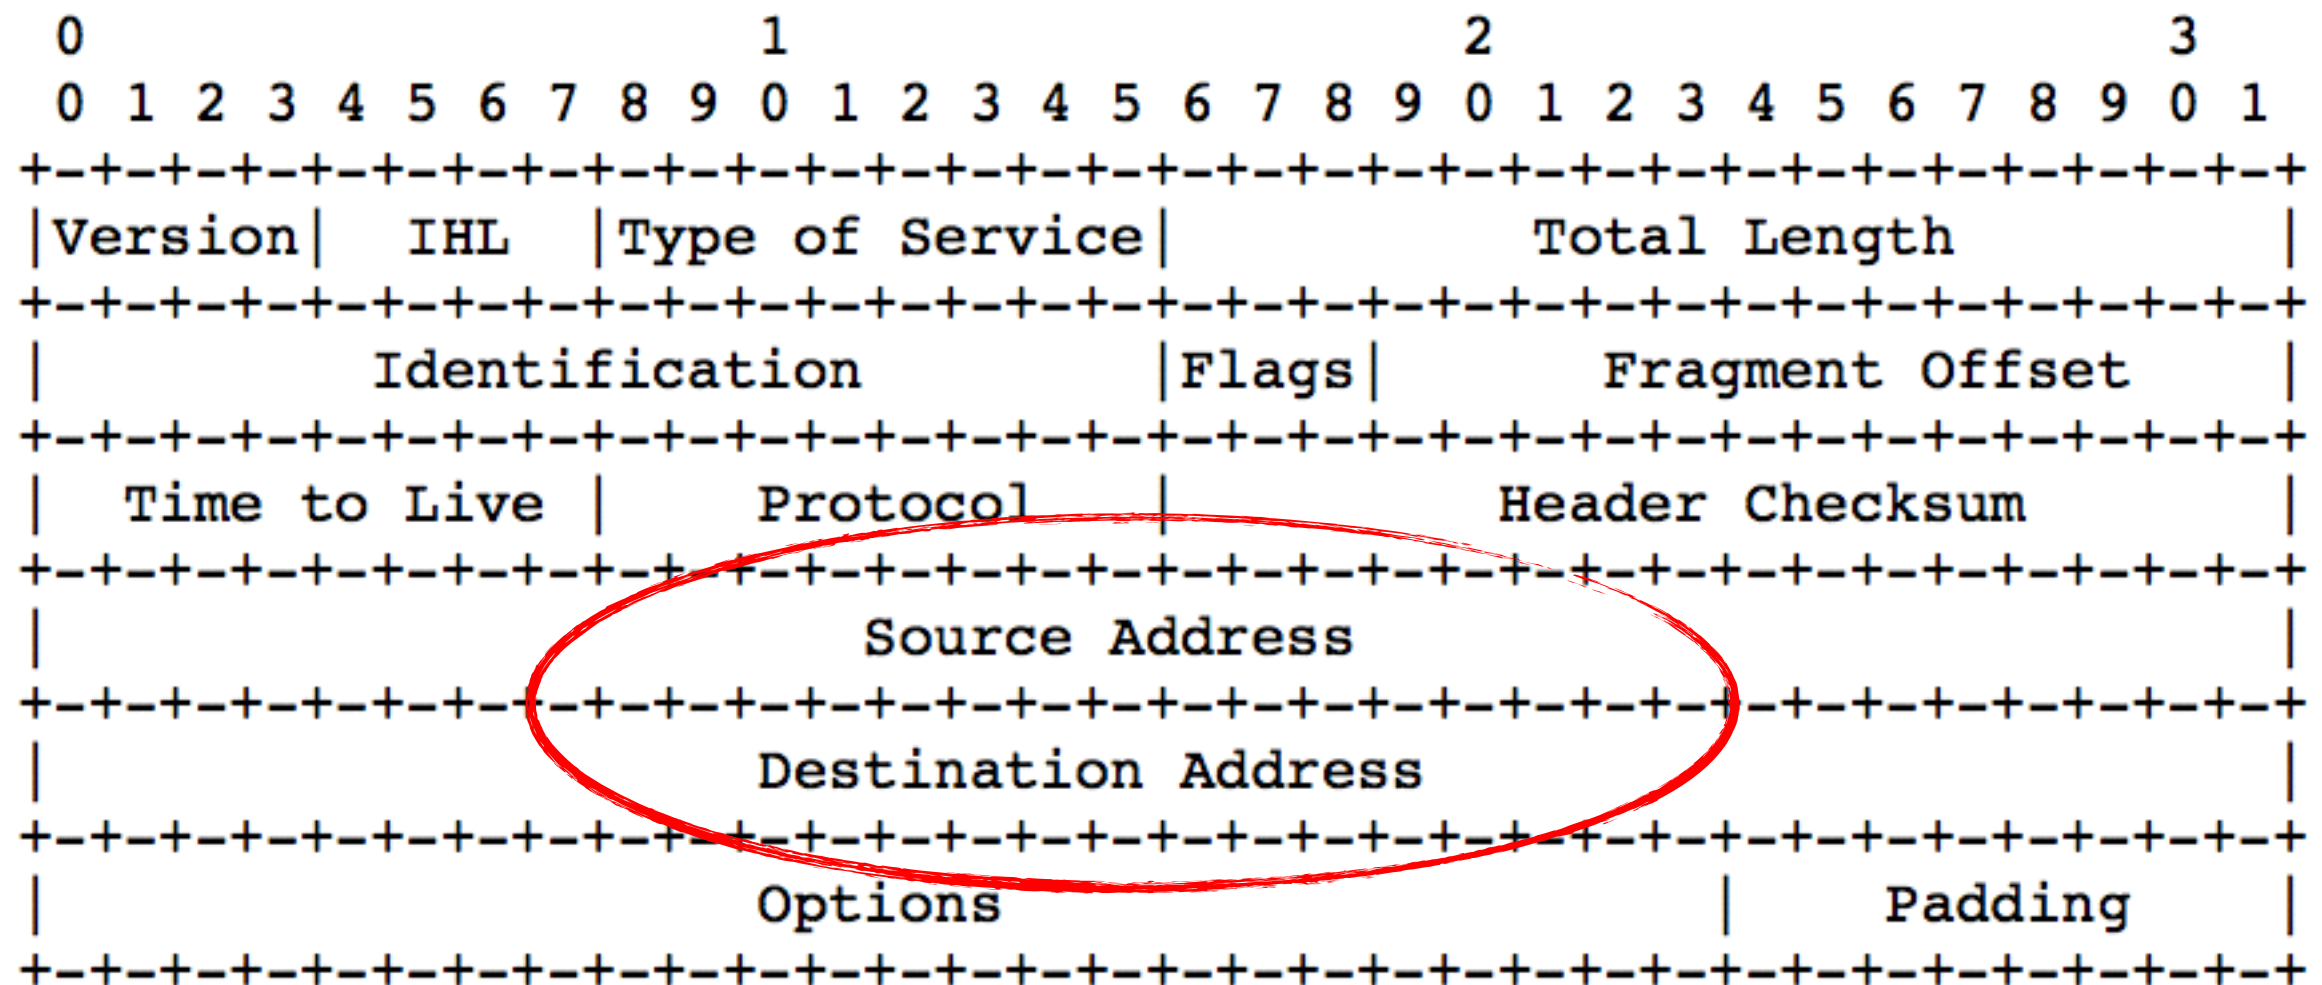 0                   1                   2                   3
 0 1 2 3 4 5 6 7 8 9 0 1 2 3 4 5 6 7 8 9 0 1 2 3 4 5 6 7 8 9 0 1
+-+-+-+-+-+-+-+-+-+-+-+-+-+-+-+-+-+-+-+-+-+-+-+-+-+-+-+-+-+-+-+-+
|Version|  IHL  |Type of Service|          Total Length         |
+-+-+-+-+-+-+-+-+-+-+-+-+-+-+-+-+-+-+-+-+-+-+-+-+-+-+-+-+-+-+-+-+
|         Identification        |Flags|      Fragment Offset    |
+-+-+-+-+-+-+-+-+-+-+-+-+-+-+-+-+-+-+-+-+-+-+-+-+-+-+-+-+-+-+-+-+
|  Time to Live |    Protocol   |         Header Checksum       |
+-+-+-+-+-+-+-+-+-+-+-+-+-+-+-+-+-+-+-+-+-+-+-+-+-+-+-+-+-+-+-+-+
|                       Source Address                          |
+-+-+-+-+-+-+-+-+-+-+-+-+-+-+-+-+-+-+-+-+-+-+-+-+-+-+-+-+-+-+-+-+
|                    Destination Address                        |
+-+-+-+-+-+-+-+-+-+-+-+-+-+-+-+-+-+-+-+-+-+-+-+-+-+-+-+-+-+-+-+-+
|                    Options                    |    Padding    |
+-+-+-+-+-+-+-+-+-+-+-+-+-+-+-+-+-+-+-+-+-+-+-+-+-+-+-+-+-+-+-+-+